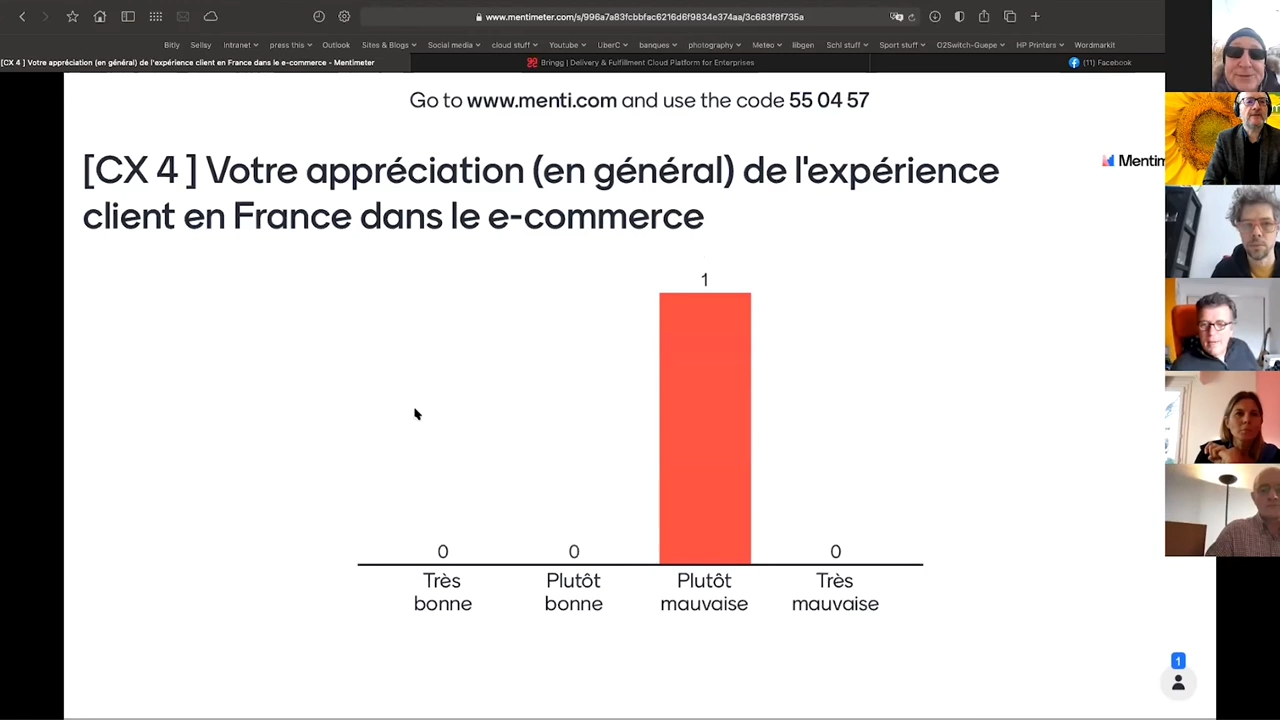 www.mentimeter.com/s/996a7a83fcbbfac6216d6f9834e374aa/3c683f8f735a
Bitly Sellay Intranet press this Outlook Sites & Blogs Social media cloud stuff Youtube UberC banques photography Meteo libgen Schl stuff Sport stuff O2Switch-Guepe HP Printers Wordmarkit
[CX 4 ] Votre appréciation (en général) de l'expérience client en France dans le e-commerce - Mentimeter
Bringg | Delivery & Fulfillment Cloud Platform for Enterprises
(11) Facebook
Go to www.menti.com and use the code 55 04 57
[CX 4 ] Votre appréciation (en général) de l'expérience
client en France dans le e-commerce
Mentim
1
0 0 0
Très Plutôt Plutôt Très
bonne bonne mauvaise mauvaise
1